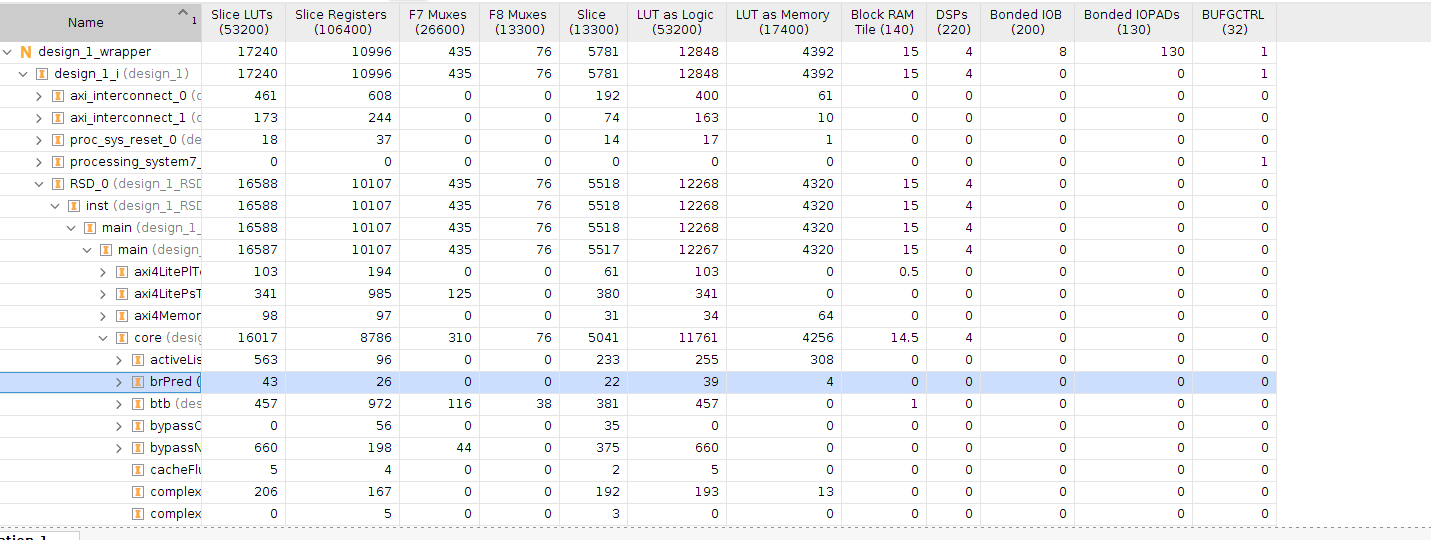 Name 1 Slice LUTs (53200) Slice Registers (106400) F7 Muxes (26600) F8 Muxes (13300) Slice (13300) LUT as Logic (53200) LUT as Memory (17400) Block RAM Tile (140) DSPs (220) Bonded IOB (200) Bonded IOPADs (130) BUFGCTRL (32)
N design_1_wrapper 17240 10996 435 76 5781 12848 4392 15 4 8 130 1
design_1_i (design_1) 17240 10996 435 76 5781 12848 4392 15 4 0 0 1
axi_interconnect_0 (c 461 608 0 0 192 400 61 0 0 0 0 0
axi_interconnect_1 (c 173 244 0 0 74 163 10 0 0 0 0 0
proc_sys_reset_0 (de 18 37 0 0 14 17 1 0 0 0 0 0
processing_system7_ 0 0 0 0 0 0 0 0 0 0 0 1
RSD_0 (design_1_RSD 16588 10107 435 76 5518 12268 4320 15 4 0 0 0
inst (design_1_RSD 16588 10107 435 76 5518 12268 4320 15 4 0 0 0
main (design_1_ 16588 10107 435 76 5518 12268 4320 15 4 0 0 0
main (design_ 16587 10107 435 76 5517 12267 4320 15 4 0 0 0
axi4LitePlTo 103 194 0 0 61 103 0 0.5 0 0 0 0
axi4LitePsT 341 985 125 0 380 341 0 0 0 0 0 0
axi4Memor 98 97 0 0 31 34 64 0 0 0 0 0
core (desig 16017 8786 310 76 5041 11761 4256 14.5 4 0 0 0
activeLis 563 96 0 0 233 255 308 0 0 0 0 0
brPred ( 43 26 0 0 22 39 4 0 0 0 0 0
btb (des 457 972 116 38 381 457 0 1 0 0 0 0
bypassC 0 56 0 0 35 0 0 0 0 0 0 0
bypassN 660 198 44 0 375 660 0 0 0 0 0 0
cacheFlu 5 4 0 0 2 5 0 0 0 0 0 0
complex 206 167 0 0 192 193 13 0 0 0 0 0
complex 0 5 0 0 3 0 0 0 0 0 0 0